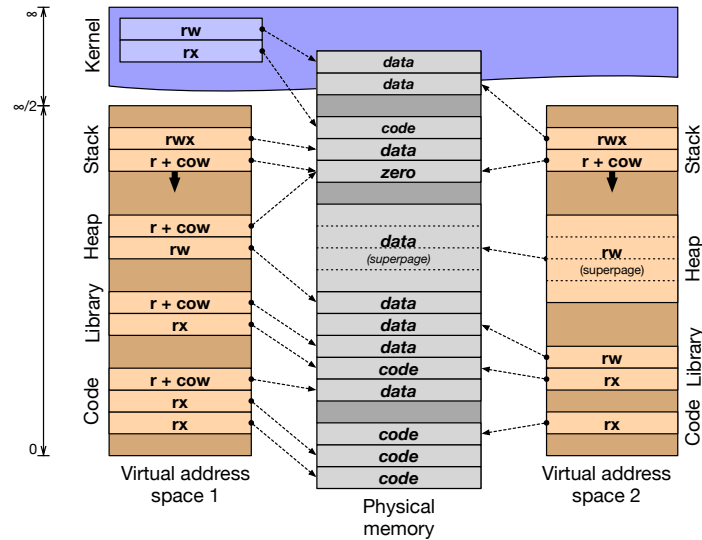 ∞
Kernel
rw
rx
∞/2
Stack
rwx
r + cow
Heap
r + cow
rw
Library
r + cow
rx
Code
r + cow
rx
rx
0
Virtual address
space 1
data
data
code
data
zero
data
(superpage)
data
data
data
code
data
code
code
code
Physical
memory
rwx
r + cow
Stack
rw
(superpage)
Heap
rw
rx
Library
rx
Code
Virtual address
space 2